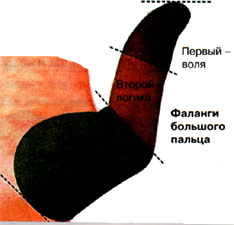 Первый –
воля
Второй –
логика
Фаланги
большого
пальца